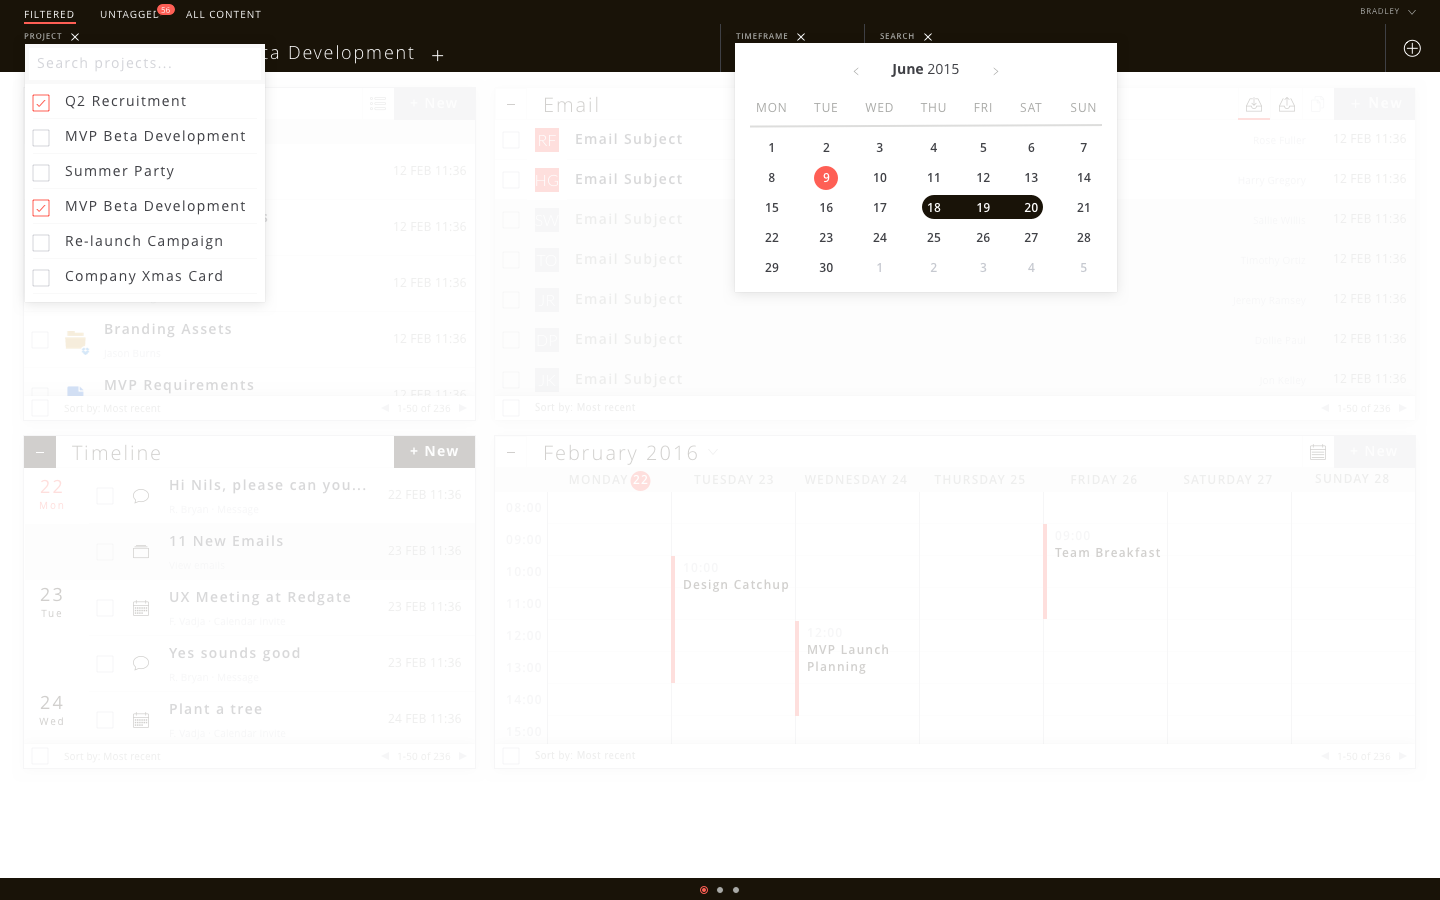 FILTERED
UNTAGGED 56
ALL CONTENT
BRADLEY
PROJECT
TIMEFRAME
SEARCH
ta Development +
Search projects...
Q2 Recruitment
MVP Beta Development
Summer Party
MVP Beta Development
Re-launch Campaign
Company Xmas Card
+ New
12 FEB 11:36
12 FEB 11:36
12 FEB 11:36
Branding Assets
12 FEB 11:36
MVP Requirements
12 FEB 11:36
Sort by: Most recent
1-50 of 236
Email
+ New
RF Email Subject
12 FEB 11:36
HG Email Subject
Harry Gregory
12 FEB 11:36
Email Subject
12 FEB 11:36
Email Subject
12 FEB 11:36
Email Subject
12 FEB 11:36
Email Subject
12 FEB 11:36
Email Subject
12 FEB 11:36
Sort by: Most recent
1-50 of 236
June 2015
MON TUE WED THU FRI SAT SUN
1 2 3 4 5 6 7
8 9 10 11 12 13 14
15 16 17 18 19 20 21
22 23 24 25 26 27 28
29 30 1 2 3 4 5
Timeline
+ New
22
Mon
Hi Nils, please can you...
R. Bryan · Message
22 FEB 11:36
11 New Emails
23 FEB 11:36
23
Tue
UX Meeting at Redgate
23 FEB 11:36
Yes sounds good
R. Bryan · Message
23 FEB 11:36
24
Wed
Plant a tree
24 FEB 11:36
Sort by: Most recent
1-50 of 236
February 2016
+ New
MONDAY 22
TUESDAY 23
WEDNESDAY 24
THURSDAY 25
FRIDAY 26
SATURDAY 27
SUNDAY 28
08:00
09:00
10:00
11:00
12:00
13:00
14:00
15:00
10:00
Design Catchup
12:00
MVP Launch
Planning
09:00
Team Breakfast
Sort by: Most recent
1-50 of 236